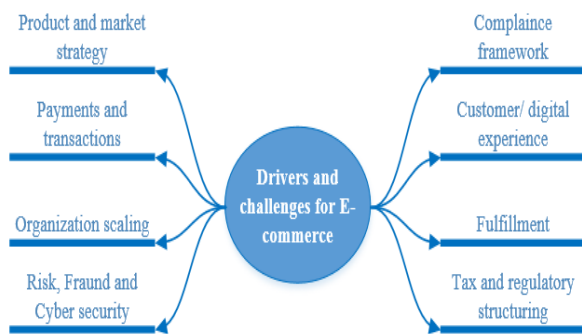 Product and market
strategy
Payments and
transactions
Organization scaling
Risk, Fraund and
Cyber security
Drivers and
challenges for E-
commerce
Complaince
framework
Customer/ digital
experience
Fulfillment
Tax and regulatory
structuring